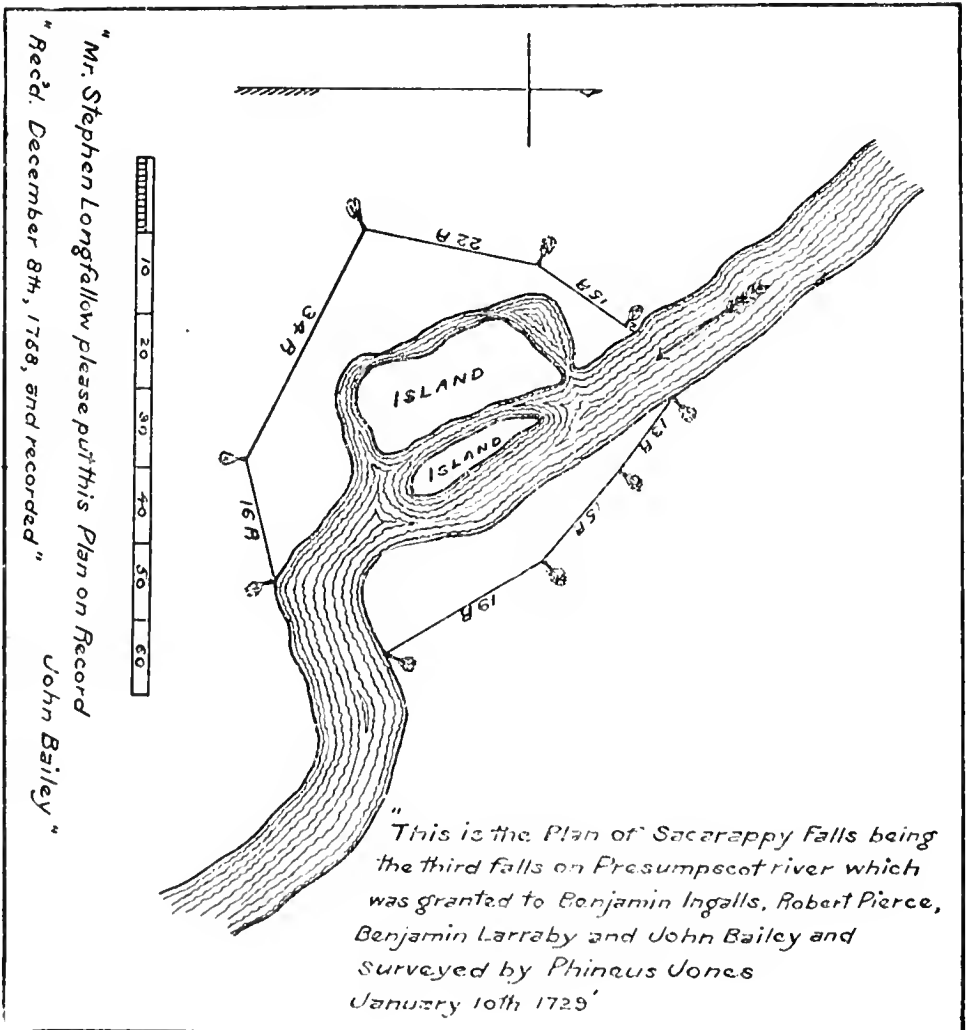 "Mr. Stephen Longfellow please put this Plan on Record
"Rec'd. December 8th, 1768, and recorded"
John Bailey"
10 20 30 40 50 60
22 R
15 R
34 R
16 R
13 R
15 R
19 R
ISLAND
ISLAND
"This is the Plan of Sacarappy Falls being
the third falls on Presumpscot river which
was granted to Benjamin Ingalls, Robert Pierce,
Benjamin Larraby and John Bailey and
Surveyed by Phineus Jones
January 10th 1729"